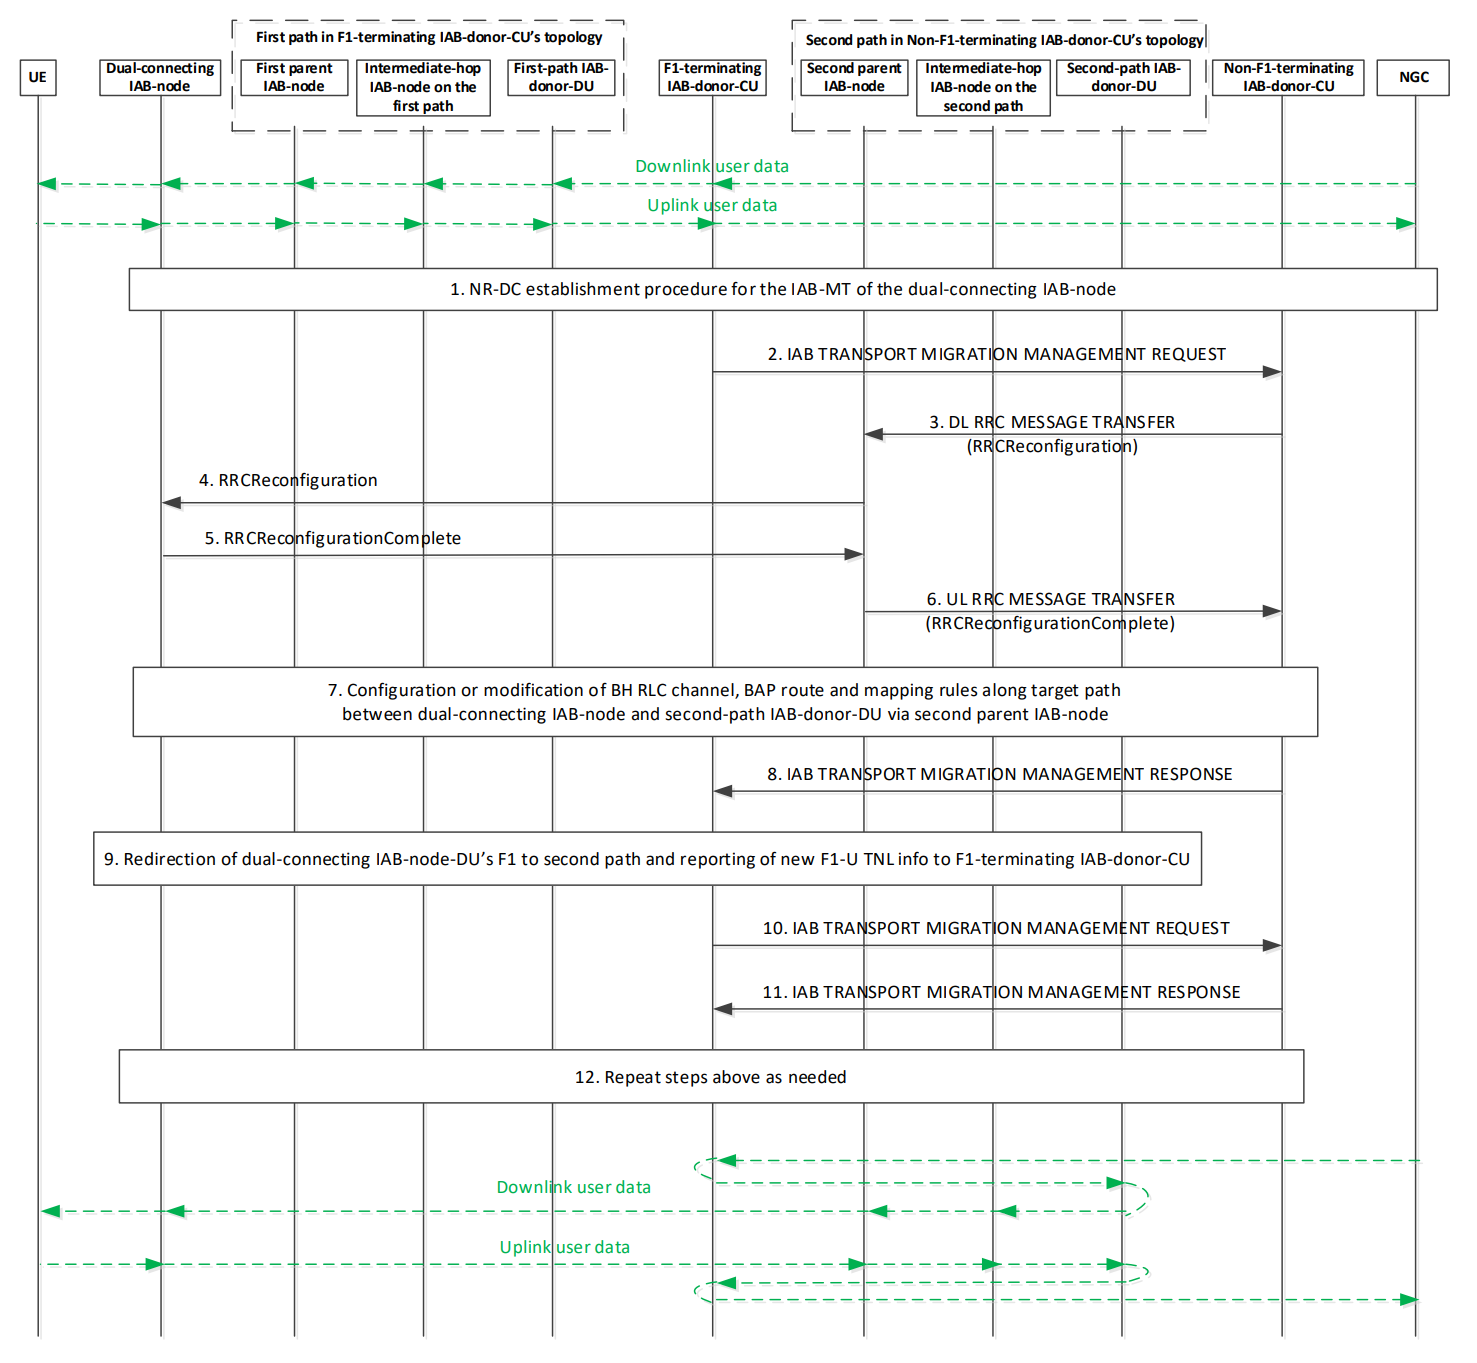 First path in F1-terminating IAB-donor-CU's topology
Second path in Non-F1-terminating IAB-donor-CU's topology
UE
Dual-connecting
IAB-node
First parent
IAB-node
Intermediate-hop
IAB-node on the
first path
First-path IAB-
donor-DU
F1-terminating
IAB-donor-CU
Second parent
IAB-node
Intermediate-hop
IAB-node on the
second path
Second-path IAB-
donor-DU
Non-F1-terminating
IAB-donor-CU
NGC
Downlink user data
Uplink user data
1. NR-DC establishment procedure for the IAB-MT of the dual-connecting IAB-node
2. IAB TRANSPORT MIGRATION MANAGEMENT REQUEST
3. DL RRC MESSAGE TRANSFER
(RRCReconfiguration)
4. RRCReconfiguration
5. RRCReconfigurationComplete
6. UL RRC MESSAGE TRANSFER
(RRCReconfigurationComplete)
7. Configuration or modification of BH RLC channel, BAP route and mapping rules along target path
between dual-connecting IAB-node and second-path IAB-donor-DU via second parent IAB-node
8. IAB TRANSPORT MIGRATION MANAGEMENT RESPONSE
9. Redirection of dual-connecting IAB-node-DU's F1 to second path and reporting of new F1-U TNL info to F1-terminating IAB-donor-CU
10. IAB TRANSPORT MIGRATION MANAGEMENT REQUEST
11. IAB TRANSPORT MIGRATION MANAGEMENT RESPONSE
12. Repeat steps above as needed
Downlink user data
Uplink user data